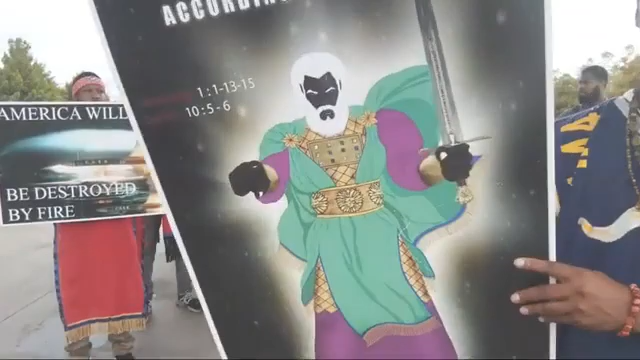 ACCORDIN
1:1-13-15
10:5-6
AMERICA WILL
BE DESTROYED
BY FIRE